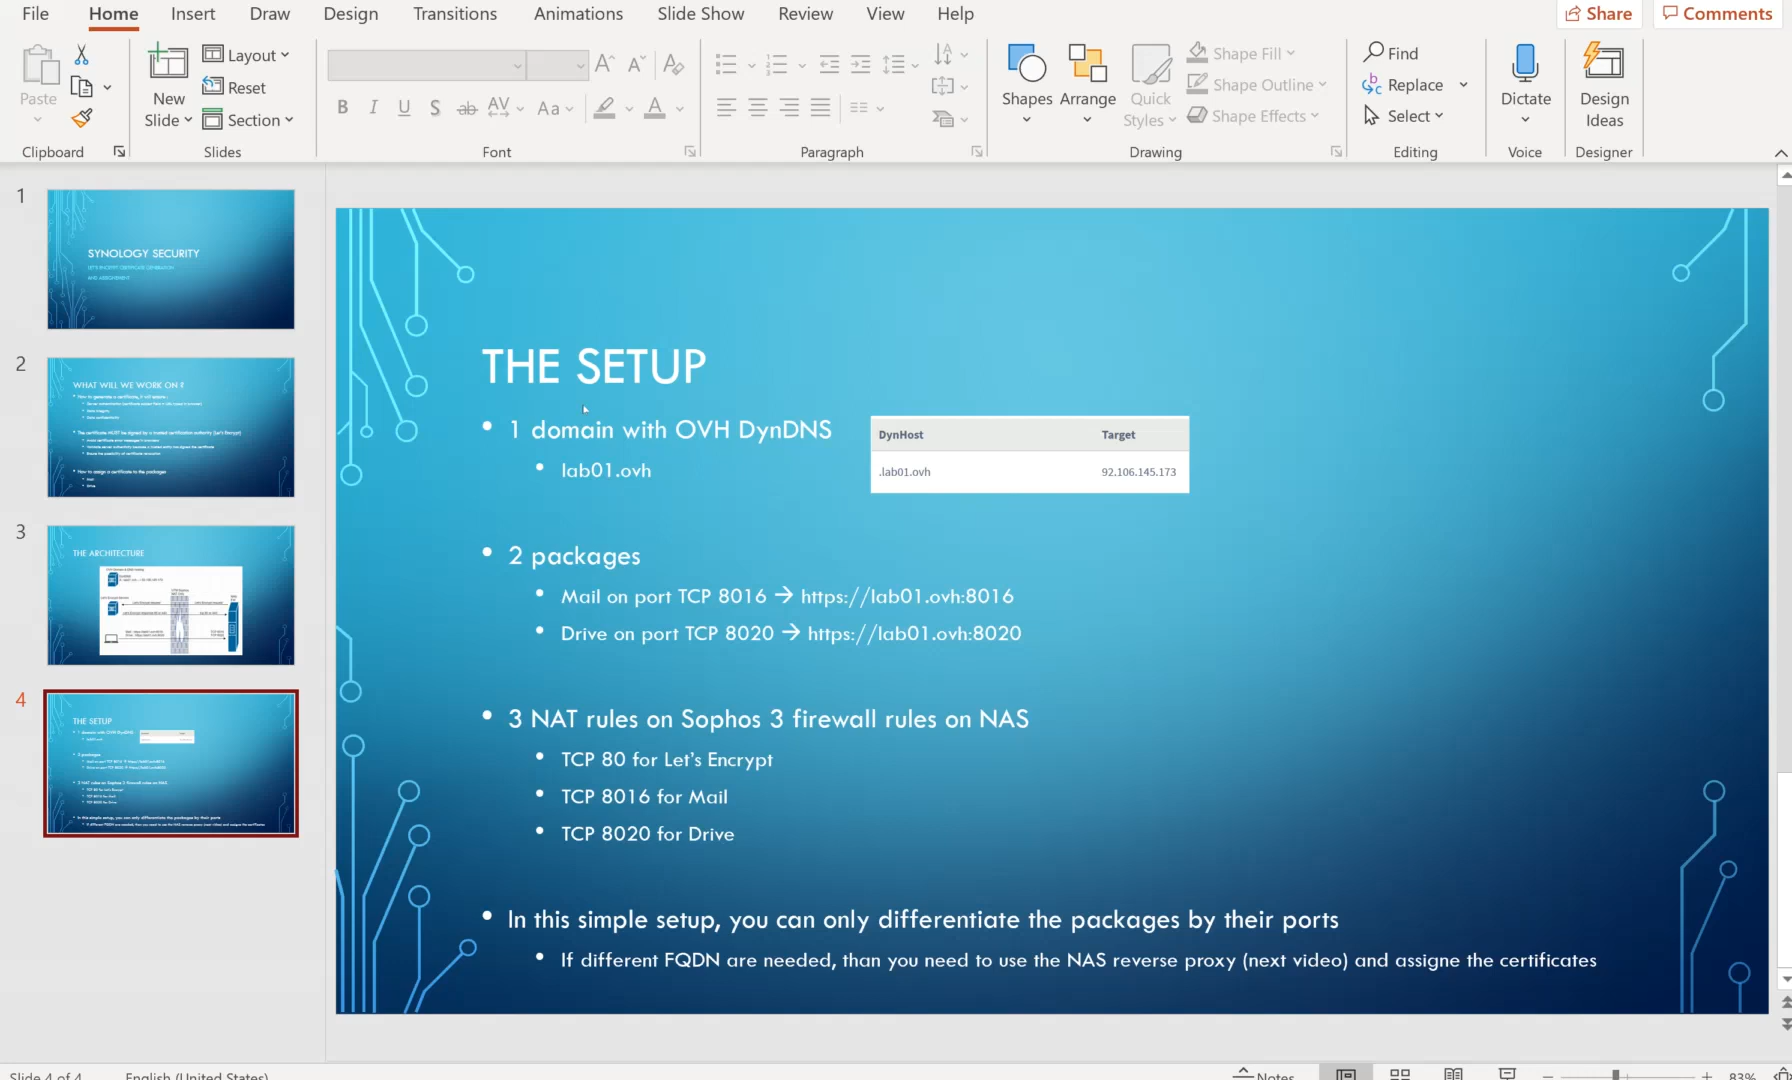 File Home Insert Draw Design Transitions Animations Slide Show Review View Help Share Comments
Paste
New
Slide
Layout
Reset
Section
Shapes
Arrange
Quick
Styles
Shape Fill
Shape Outline
Shape Effects
Find
Replace
Select
Dictate
Design
Ideas
Clipboard Slides Font Paragraph Drawing Editing Voice Designer
1
SYNOLOGY SECURITY
LET'S ENCRYPT CERTIFICATE GENERATION
AND ASSIGNEMENT
2
WHAT WILL WE WORK ON ?
3
THE ARCHITECTURE
4
THE SETUP
THE SETUP
• 1 domain with OVH DynDNS
• lab01.ovh
DynHost Target
.lab01.ovh 92.106.145.173
• 2 packages
• Mail on port TCP 8016 → https://lab01.ovh:8016
• Drive on port TCP 8020 → https://lab01.ovh:8020
• 3 NAT rules on Sophos 3 firewall rules on NAS
• TCP 80 for Let's Encrypt
• TCP 8016 for Mail
• TCP 8020 for Drive
• In this simple setup, you can only differentiate the packages by their ports
• If different FQDN are needed, than you need to use the NAS reverse proxy (next video) and assigne the certificates
Slide 4 of 4 English (United States) Notes 83%